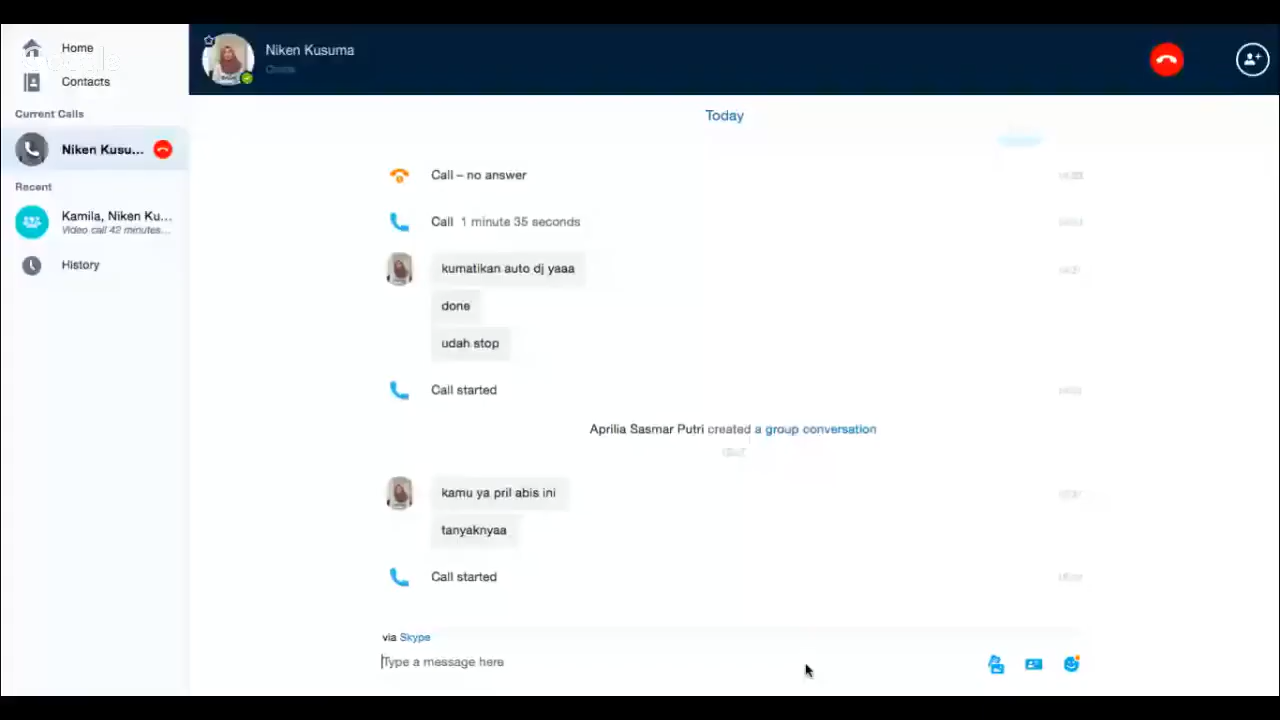 Home
Contacts
Current Calls
Niken Kusu...
Recent
Kamila, Niken Ku...
Video call 42 minutes...
History
Niken Kusuma
Today
Call – no answer
Call 1 minute 35 seconds
kumatikan auto dj yaaa
done
udah stop
Call started
Aprilia Sasmar Putri created a group conversation
kamu ya pril abis ini
tanyaknyaa
Call started
via Skype
Type a message here